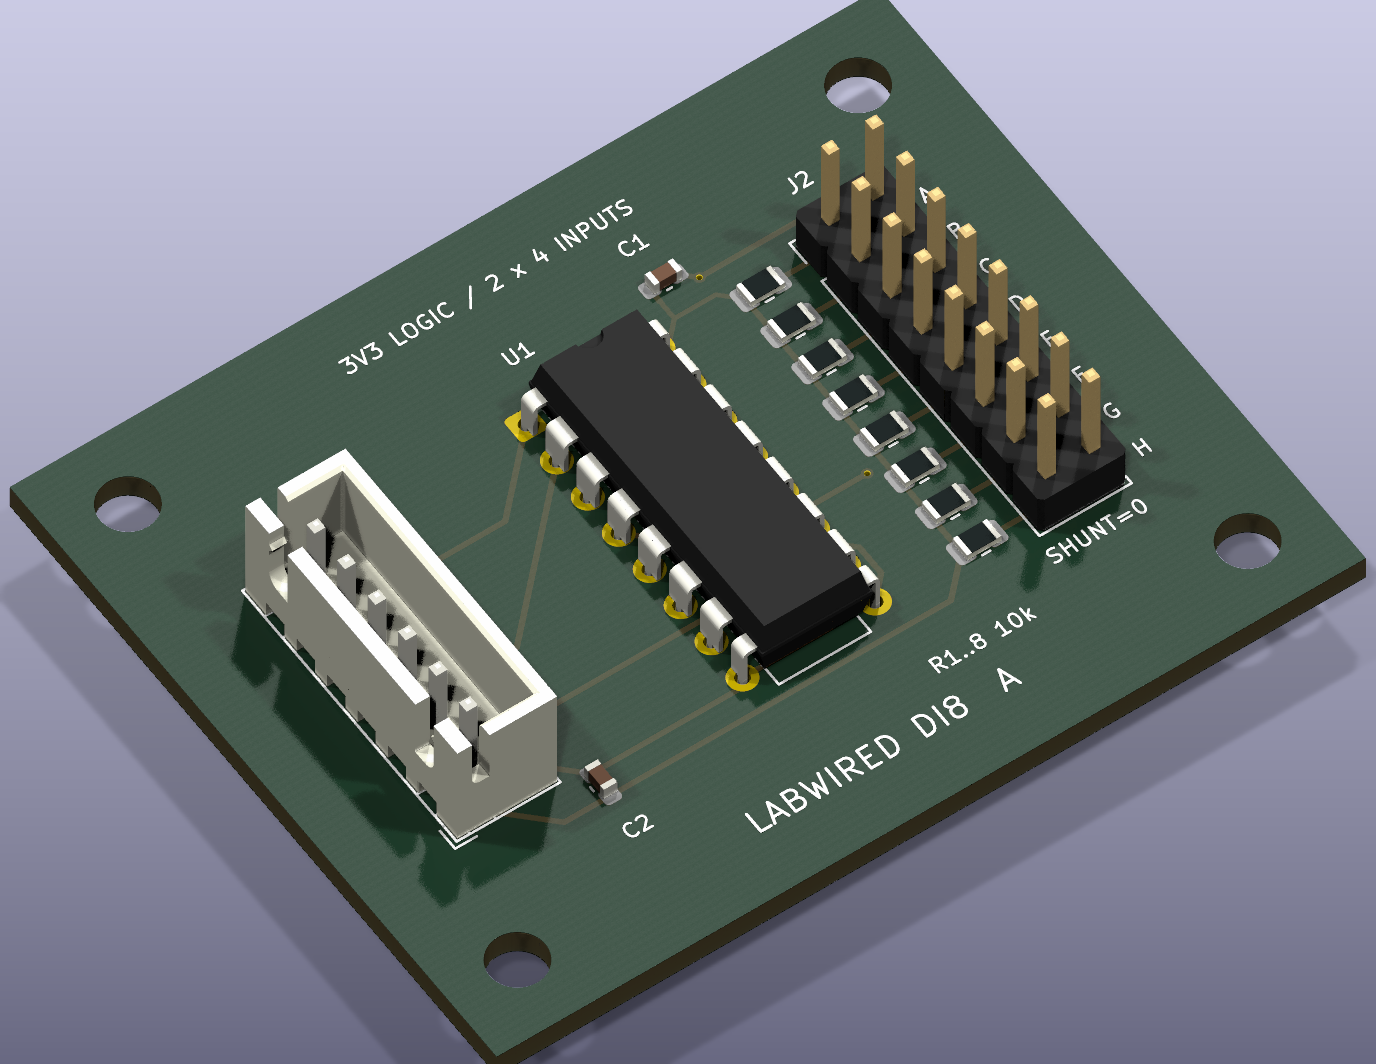 J2
A
B
C
D
E
F
G
H
3V3 LOGIC / 2 x 4 INPUTS
C1
U1
SHUNT=0
R1..8 10k
LABWIRED DI8 A
C2